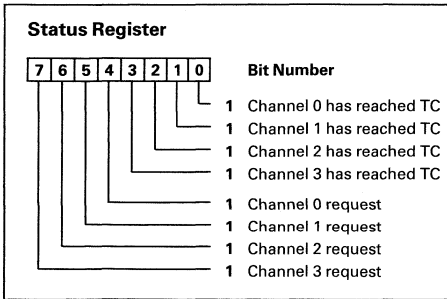 Status Register
7 6 5 4 3 2 1 0 Bit Number
1 Channel 0 has reached TC
1 Channel 1 has reached TC
1 Channel 2 has reached TC
1 Channel 3 has reached TC
1 Channel 0 request
1 Channel 1 request
1 Channel 2 request
1 Channel 3 request